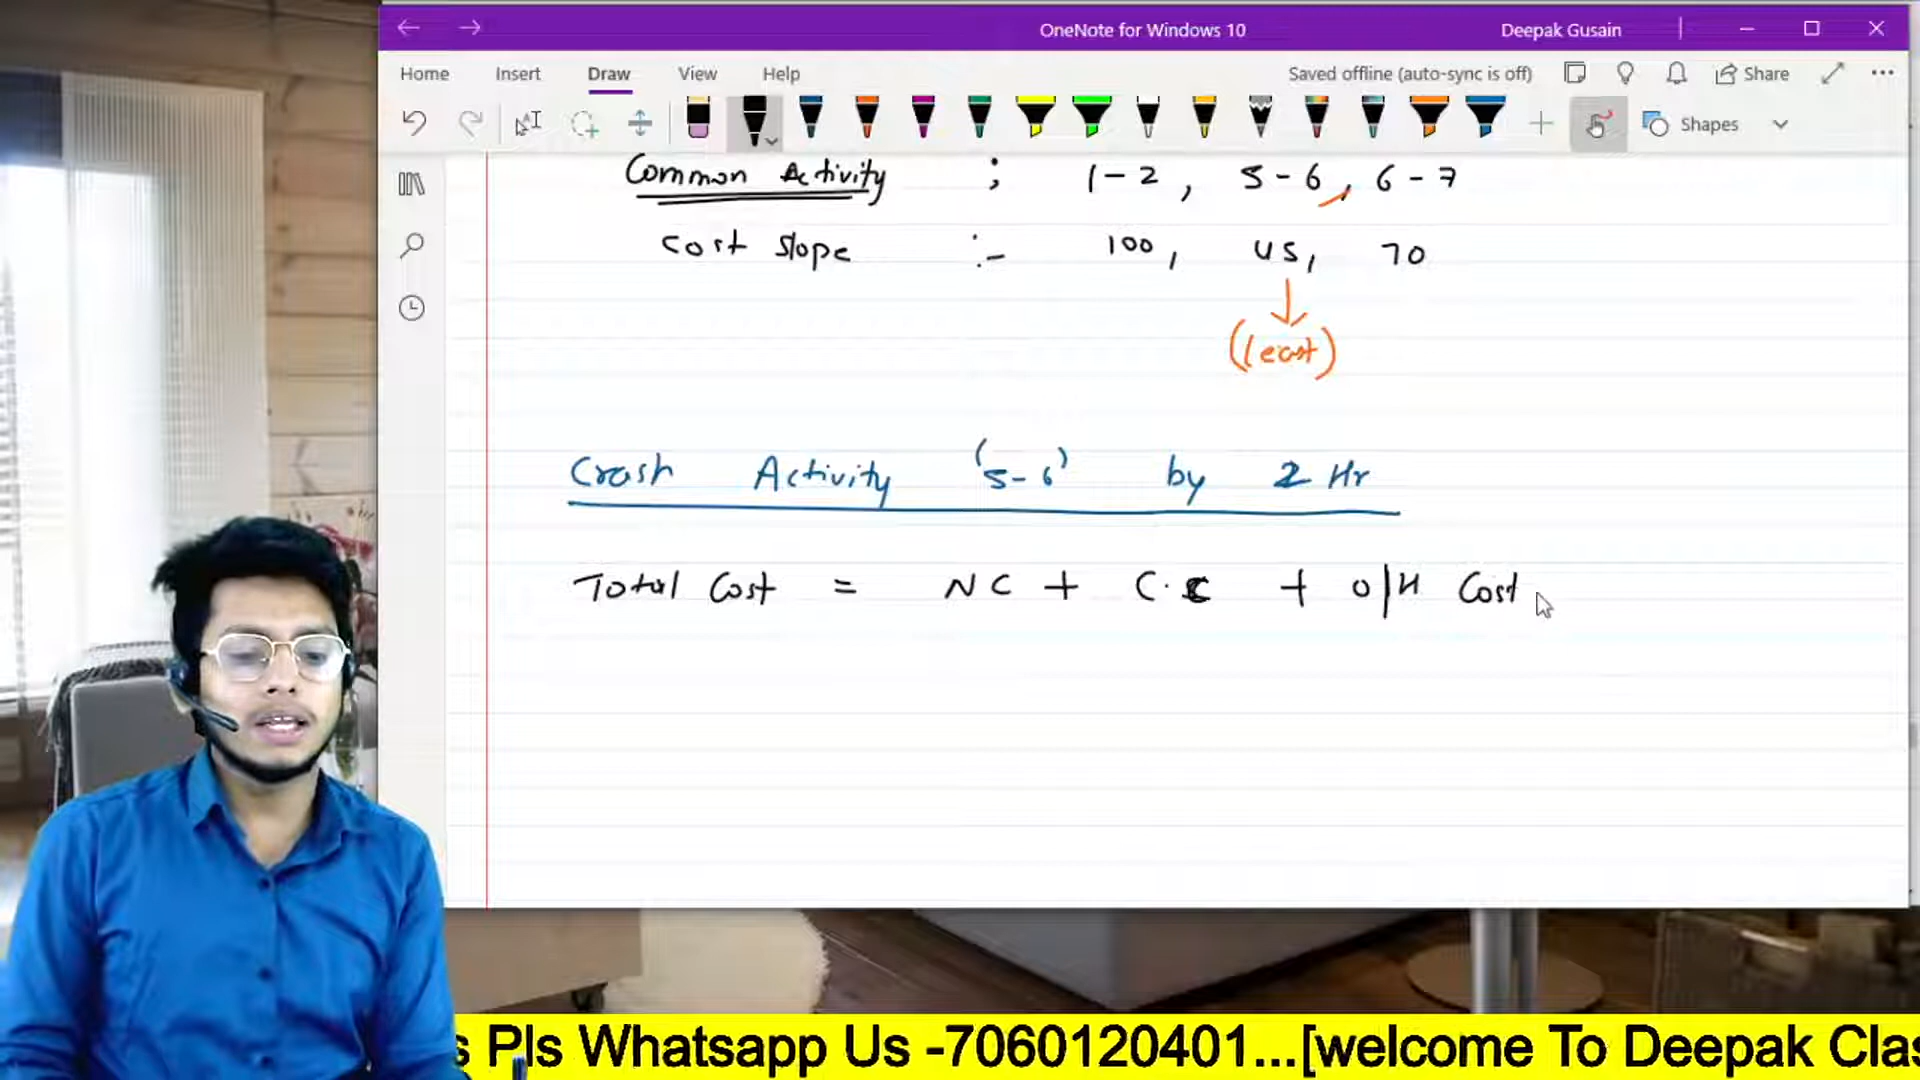 OneNote for Windows 10 Deepak Gusain
Home Insert Draw View Help Saved offline (auto-sync is off) Share
Shapes
Common Activity ; 1-2, 5-6, 6-7
Cost slope :- 100, 45, 70
(least)
Crash Activity (5-6) by 2 Hr
Total Cost = NC + C.C + O/H Cost
s Pls Whatsapp Us -7060120401...[welcome To Deepak Clas